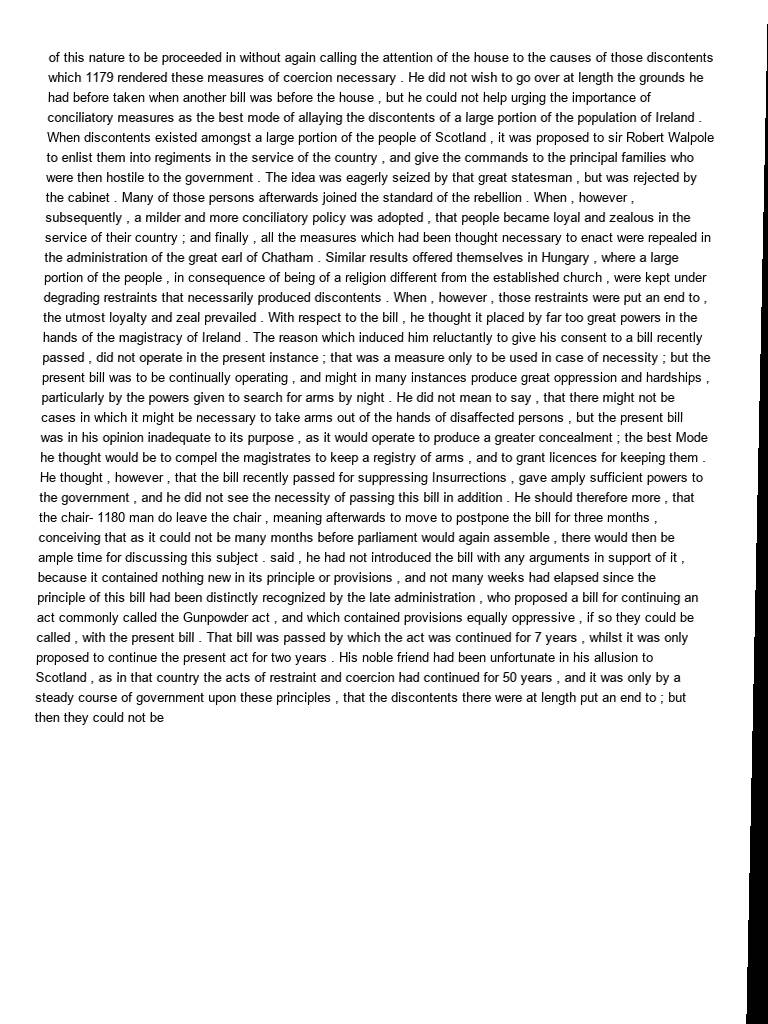 of this nature to be proceeded in without again calling the attention of the house to the causes of those discontents
which 1179 rendered these measures of coercion necessary . He did not wish to go over at length the grounds he
had before taken when another bill was before the house , but he could not help urging the importance of
conciliatory measures as the best mode of allaying the discontents of a large portion of the population of Ireland .
When discontents existed amongst a large portion of the people of Scotland , it was proposed to sir Robert Walpole
to enlist them into regiments in the service of the country , and give the commands to the principal families who
were then hostile to the government . The idea was eagerly seized by that great statesman , but was rejected by
the cabinet . Many of those persons afterwards joined the standard of the rebellion . When , however ,
subsequently , a milder and more conciliatory policy was adopted , that people became loyal and zealous in the
service of their country ; and finally , all the measures which had been thought necessary to enact were repealed in
the administration of the great earl of Chatham . Similar results offered themselves in Hungary , where a large
portion of the people , in consequence of being of a religion different from the established church , were kept under
degrading restraints that necessarily produced discontents . When , however , those restraints were put an end to ,
the utmost loyalty and zeal prevailed . With respect to the bill , he thought it placed by far too great powers in the
hands of the magistracy of Ireland . The reason which induced him reluctantly to give his consent to a bill recently
passed , did not operate in the present instance ; that was a measure only to be used in case of necessity ; but the
present bill was to be continually operating , and might in many instances produce great oppression and hardships ,
particularly by the powers given to search for arms by night . He did not mean to say , that there might not be
cases in which it might be necessary to take arms out of the hands of disaffected persons , but the present bill
was in his opinion inadequate to its purpose , as it would operate to produce a greater concealment ; the best Mode
he thought would be to compel the magistrates to keep a registry of arms , and to grant licences for keeping them .
He thought , however , that the bill recently passed for suppressing Insurrections , gave amply sufficient powers to
the government , and he did not see the necessity of passing this bill in addition . He should therefore more , that
the chair- 1180 man do leave the chair , meaning afterwards to move to postpone the bill for three months ,
conceiving that as it could not be many months before parliament would again assemble , there would then be
ample time for discussing this subject . said , he had not introduced the bill with any arguments in support of it ,
because it contained nothing new in its principle or provisions , and not many weeks had elapsed since the
principle of this bill had been distinctly recognized by the late administration , who proposed a bill for continuing an
act commonly called the Gunpowder act , and which contained provisions equally oppressive , if so they could be
called , with the present bill . That bill was passed by which the act was continued for 7 years , whilst it was only
proposed to continue the present act for two years . His noble friend had been unfortunate in his allusion to
Scotland , as in that country the acts of restraint and coercion had continued for 50 years , and it was only by a
steady course of government upon these principles , that the discontents there were at length put an end to ; but
then they could not be